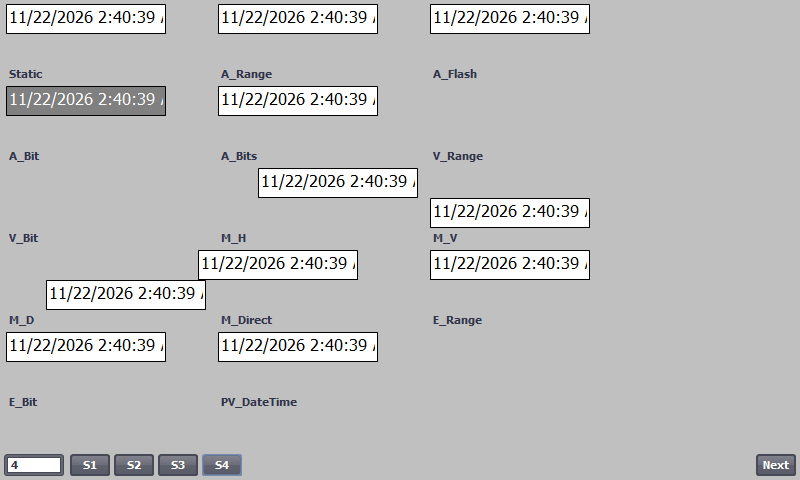 11/22/2026 2:40:39 11/22/2026 2:40:39 11/22/2026 2:40:39
Static A_Range A_Flash
11/22/2026 2:40:39 11/22/2026 2:40:39
A_Bit A_Bits V_Range
11/22/2026 2:40:39
11/22/2026 2:40:39
V_Bit M_H M_V
11/22/2026 2:40:39 11/22/2026 2:40:39
11/22/2026 2:40:39
M_D M_Direct E_Range
11/22/2026 2:40:39 11/22/2026 2:40:39
E_Bit PV_DateTime
4 S1 S2 S3 S4 Next